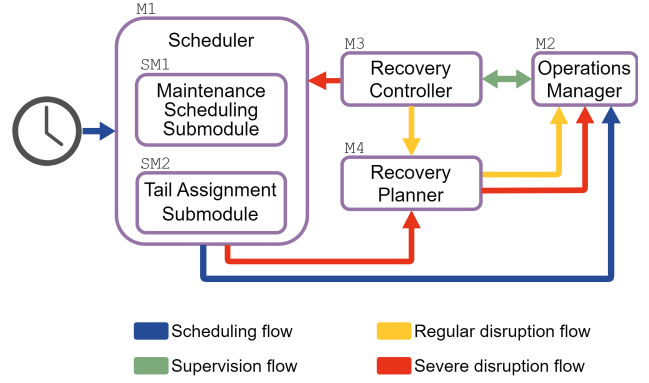 M1
Scheduler
SM1
Maintenance
Scheduling
Submodule
SM2
Tail Assignment
Submodule
M3
Recovery
Controller
M2
Operations
Manager
M4
Recovery
Planner
Scheduling flow
Regular disruption flow
Supervision flow
Severe disruption flow